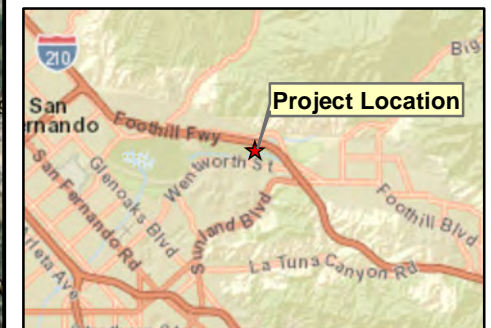 210
Big
Project Location
San
rnando
Foothill Fwy
Wentworth St
Glenoaks Blvd
San Fernando Rd
Sunland Blvd
Foothill Blvd
La Tuna Canyon Rd
rleta Ave